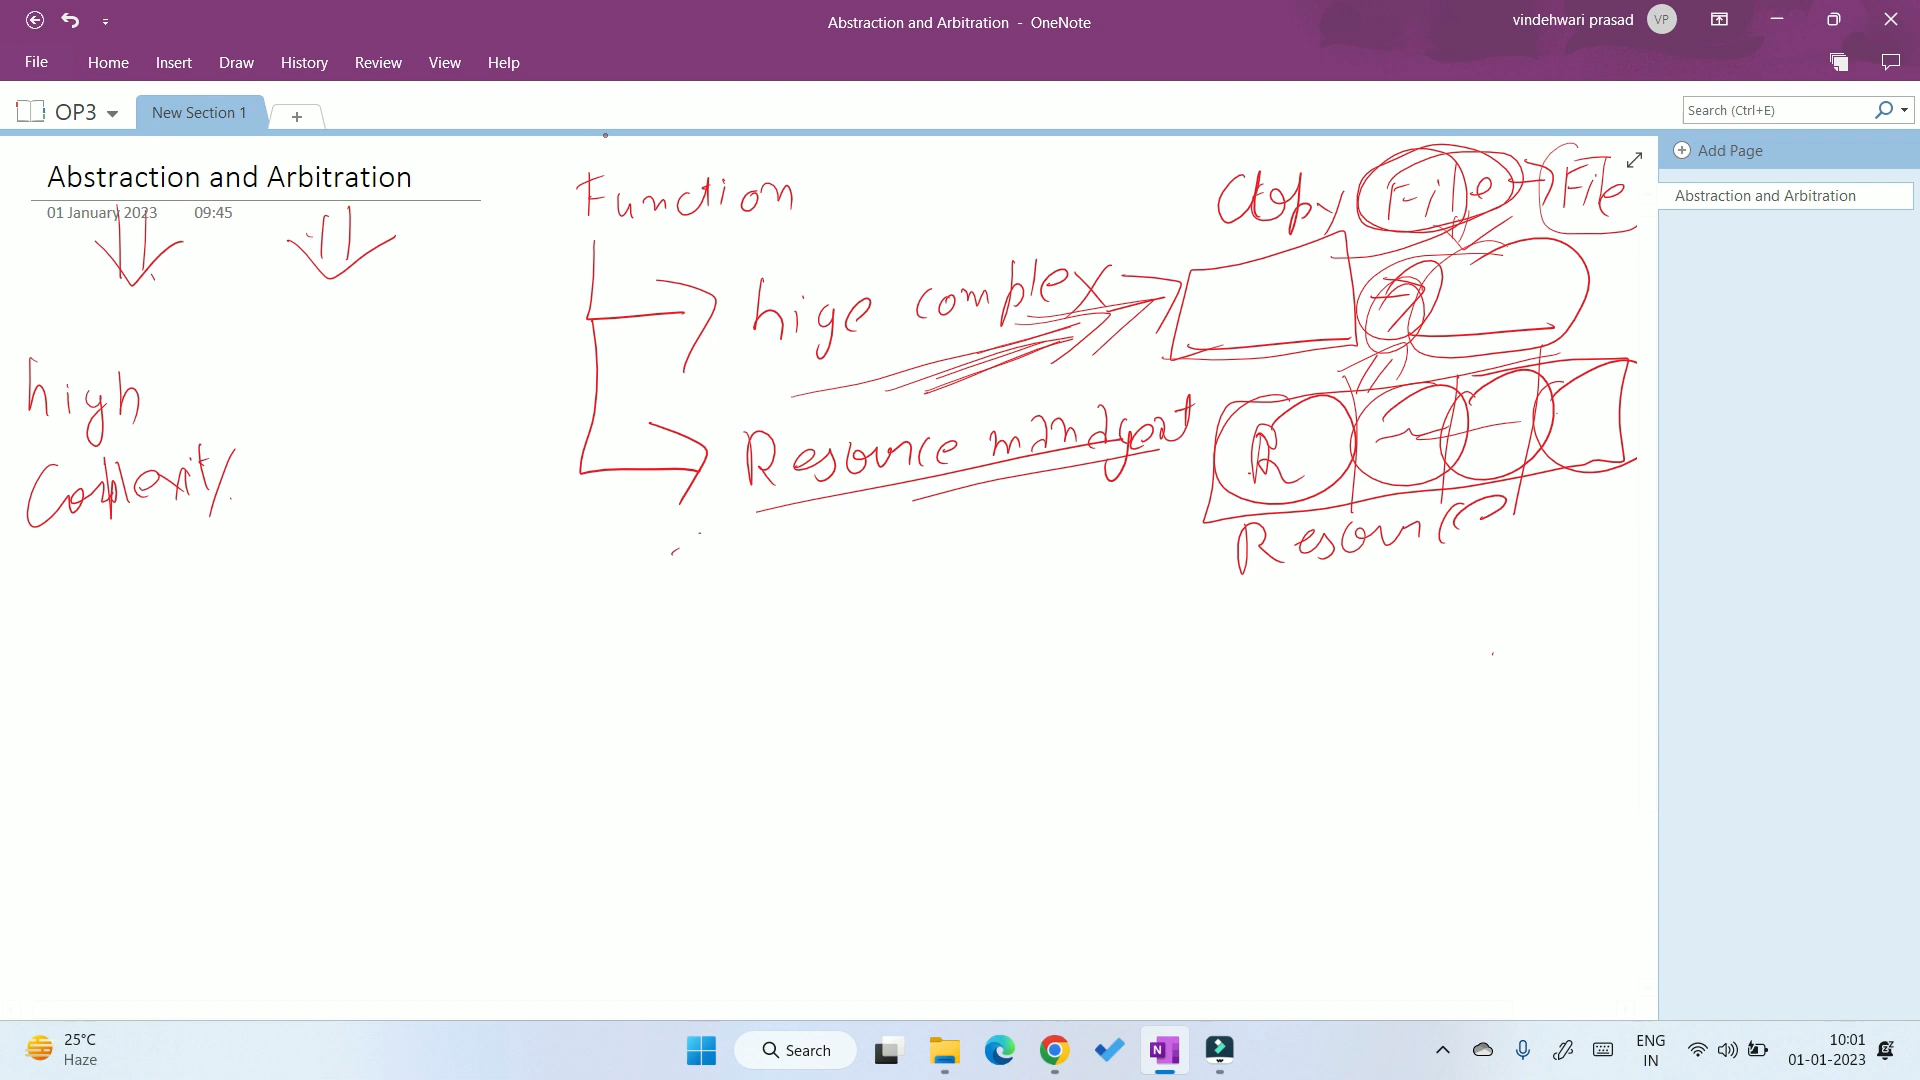 Abstraction and Arbitration - OneNote
vindehwari prasad VP
File Home Insert Draw History Review View Help
OP3 New Section 1 +
Search (Ctrl+E)
Add Page
Abstraction and Arbitration
Abstraction and Arbitration
01 January 2023 09:45
Function
Copy File File
hige complex
high
Complexity
Resource
R
Resource
25°C
Haze
Search
ENG
IN
10:01
01-01-2023